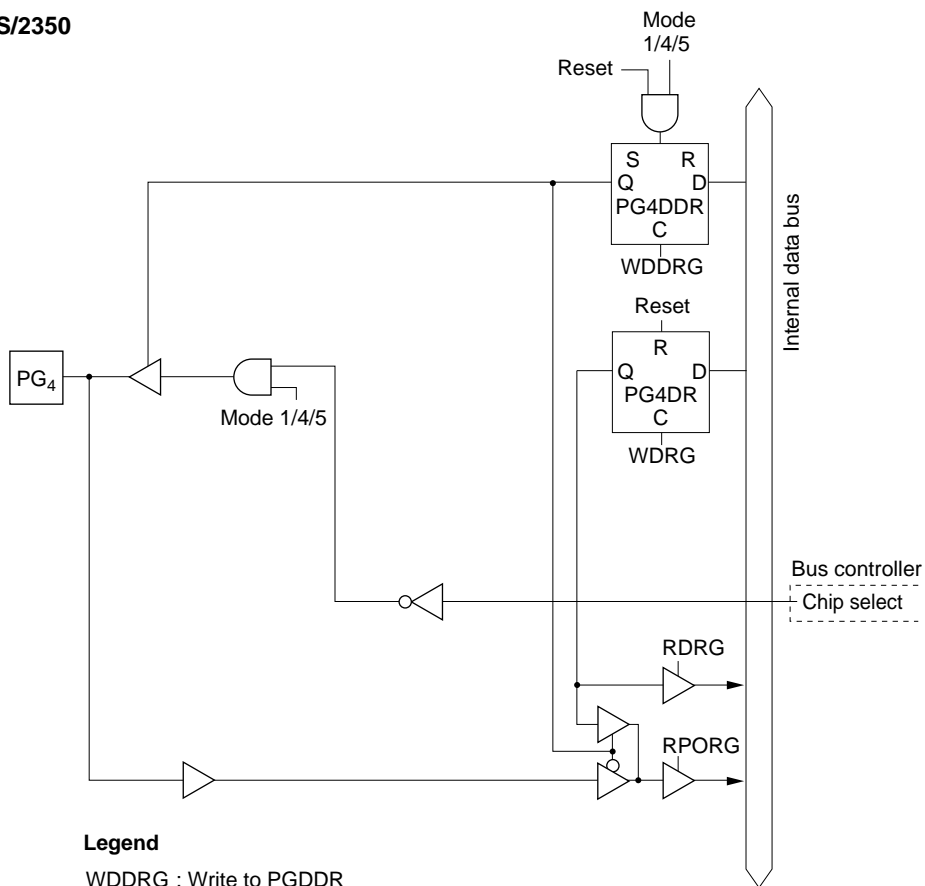 S/2350
Mode
1/4/5
Reset
S R
Q D
PG4DDR
C
WDDRG
Internal data bus
Reset
R
Q D
PG4DR
C
WDRG
PG4
Mode 1/4/5
Bus controller
Chip select
RDRG
RPORG
Legend
WDDRG : Write to PGDDR